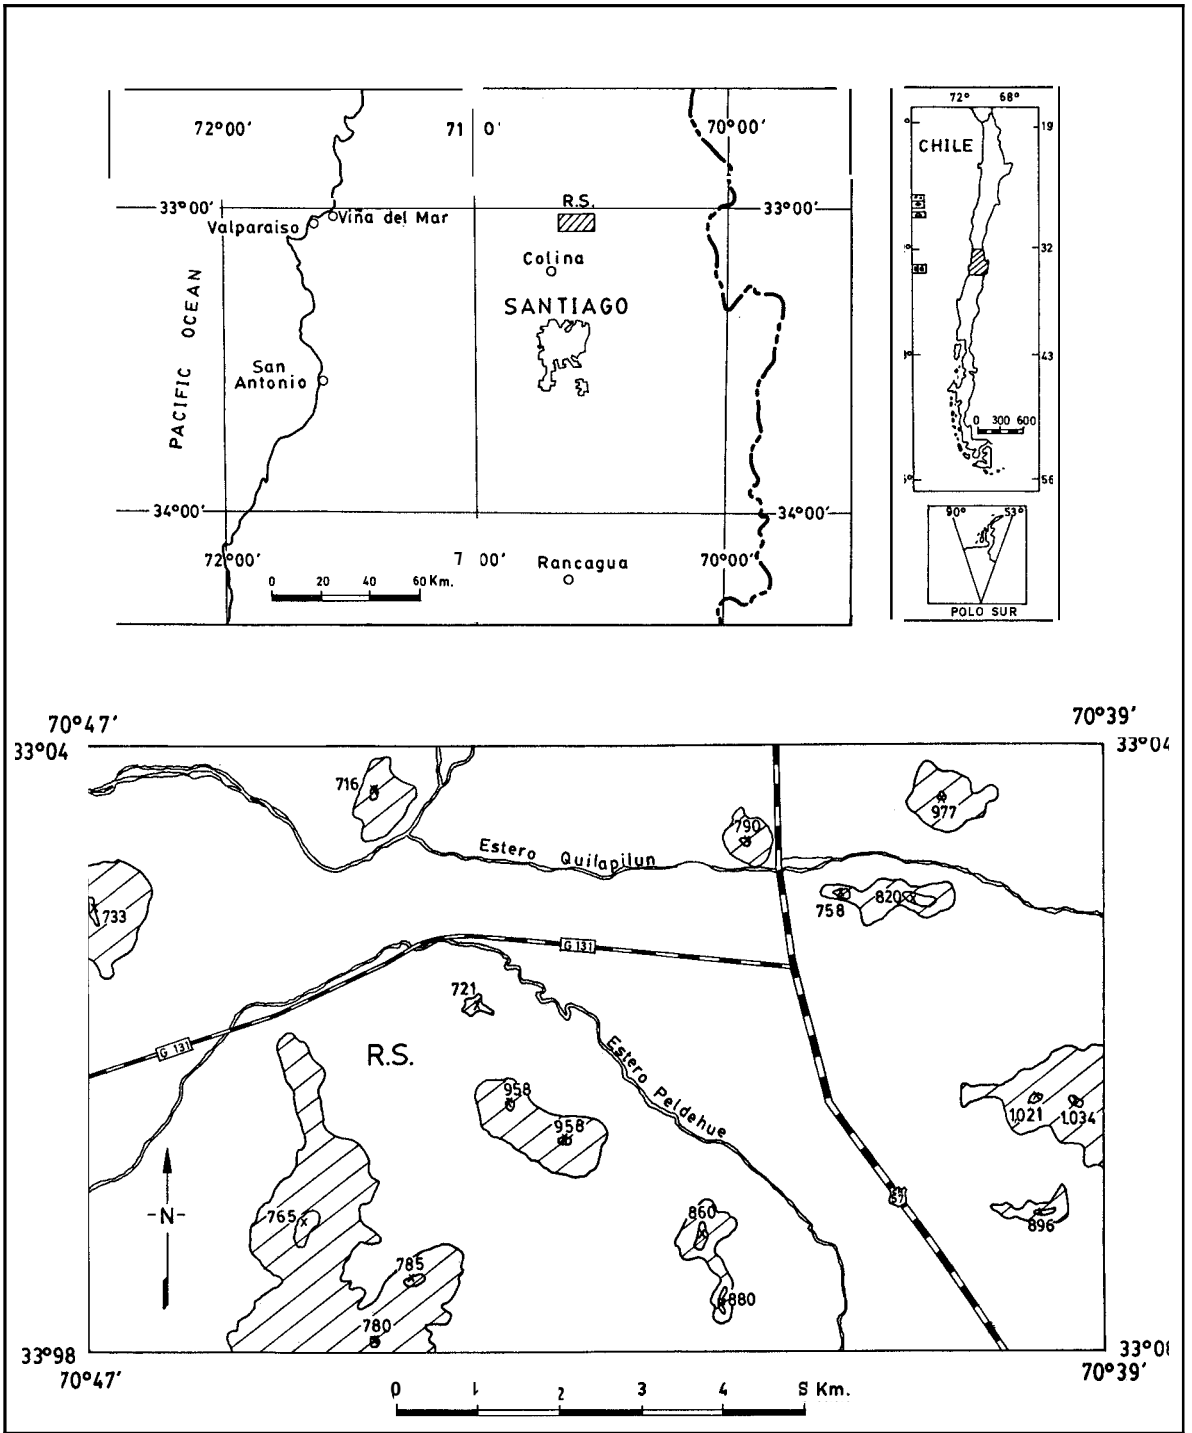 72°00'
71 0'
70°00'
33°00'
33°00'
R.S.
Viña del Mar
Valparaiso
Colina
SANTIAGO
PACIFIC OCEAN
San
Antonio
34°00'
34°00'
72°00'
7 00'
70°00'
Rancagua
0 20 40 60 Km.
72° 68°
19
CHILE
32
43
0 300 600
56
90° 53°
POLO SUR
70°47'
70°39'
33°04
33°04
716
977
790
Estero Quilapilun
758
820
733
G 131
721
G 131
R.S.
Estero Peldehue
958
958
1.021
1.034
57
-N-
765
860
896
785
880
780
33°98
33°08
70°47'
70°39'
0 1 2 3 4 5 Km.